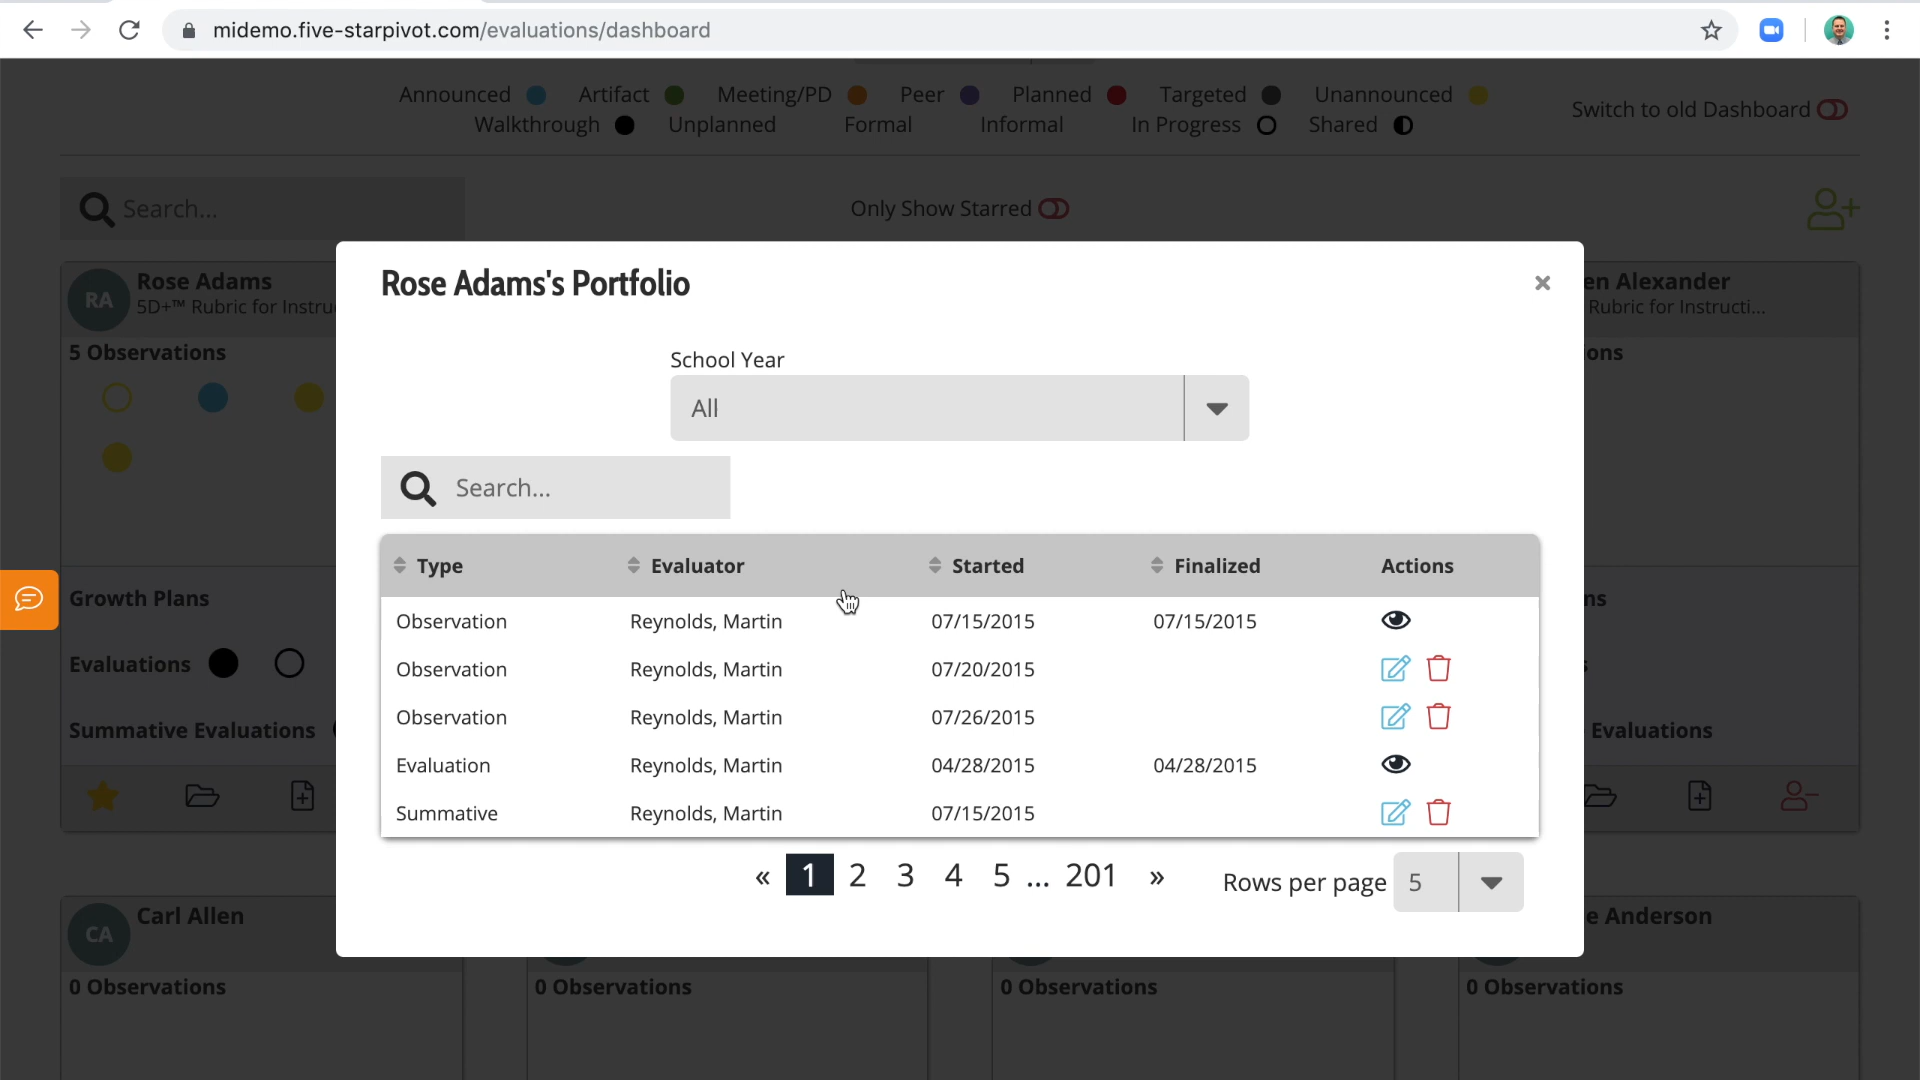 midemo.five-starpivot.com/evaluations/dashboard
Announced Artifact Meeting/PD Peer Planned Targeted Unannounced
Walkthrough Unplanned Formal Informal In Progress Shared
Switch to old Dashboard
Search...
Only Show Starred
RA
Rose Adams
5D+™ Rubric for Instru
5 Observations
Growth Plans
Evaluations
Summative Evaluations
en Alexander
Rubric for Instructi...
ons
ns
s
Evaluations
Rose Adams's Portfolio
×
School Year
All
Search...
Type Evaluator Started Finalized Actions
Observation Reynolds, Martin 07/15/2015 07/15/2015
Observation Reynolds, Martin 07/20/2015
Observation Reynolds, Martin 07/26/2015
Evaluation Reynolds, Martin 04/28/2015 04/28/2015
Summative Reynolds, Martin 07/15/2015
« 1 2 3 4 5 ... 201 »
Rows per page 5
CA
Carl Allen
e Anderson
0 Observations
0 Observations
0 Observations
0 Observations